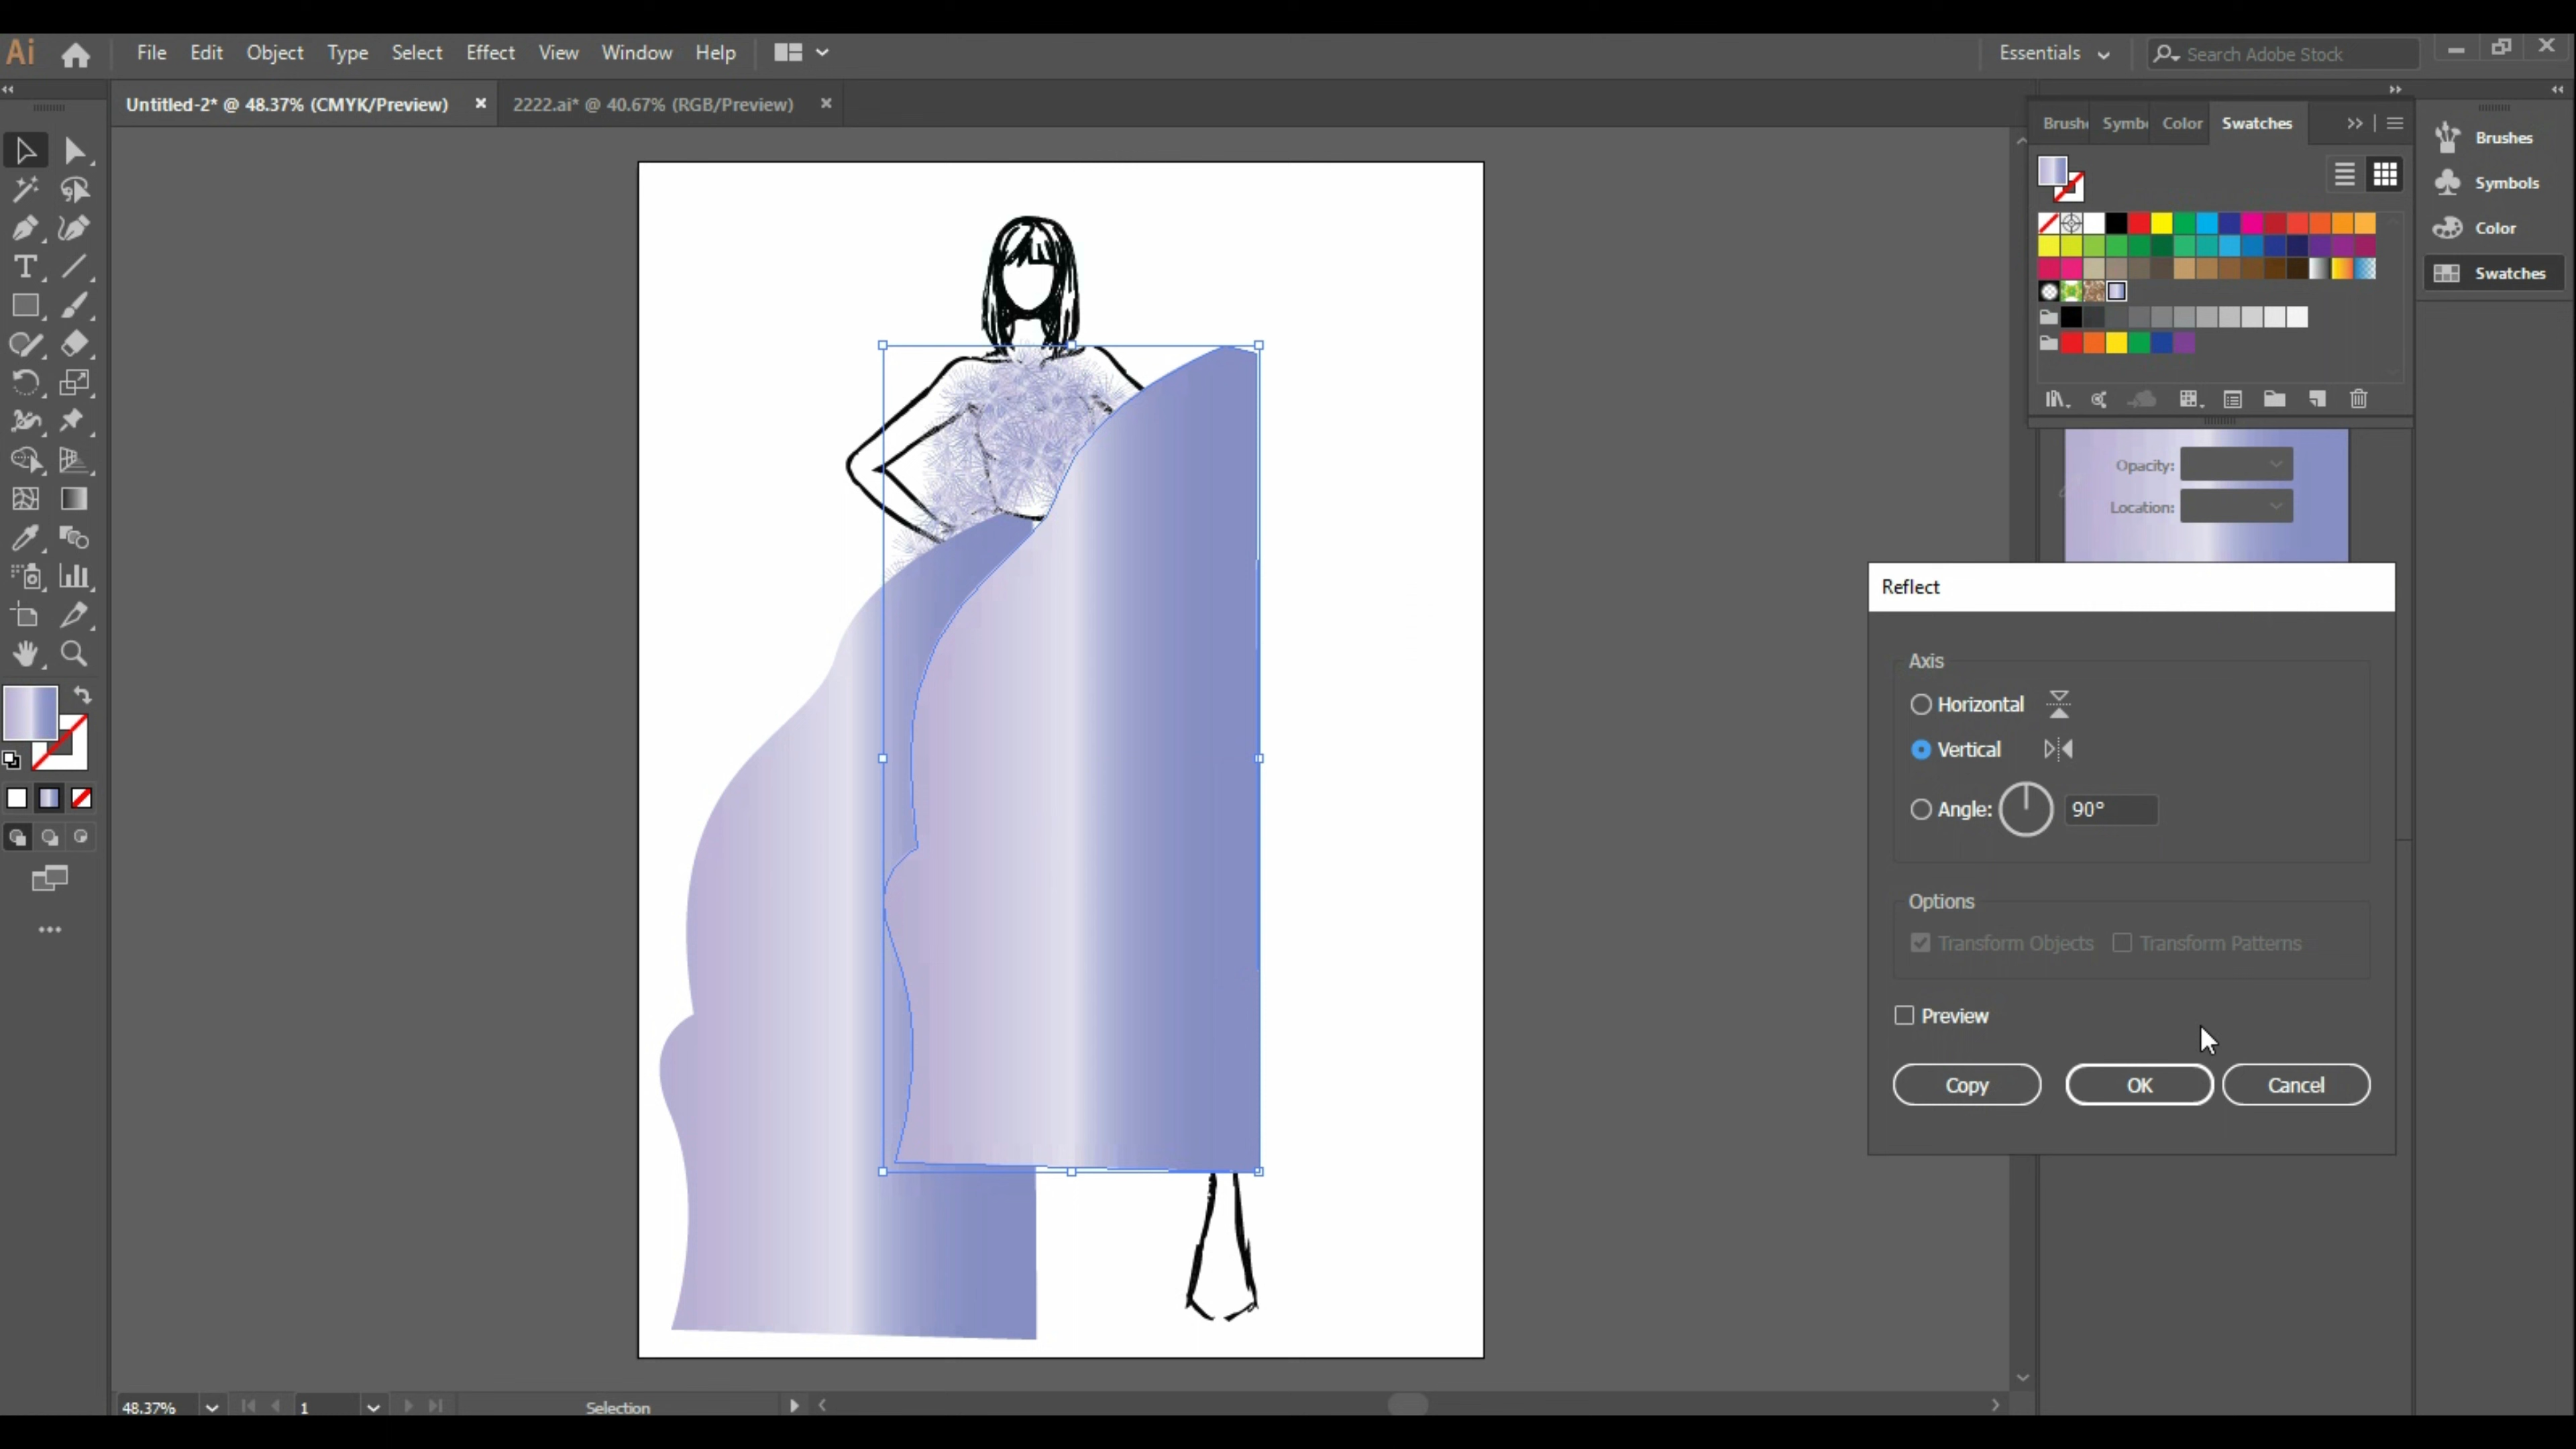 Ai File Edit Object Type Select Effect View Window Help Essentials Search Adobe Stock
Untitled-2* @ 48.37% (CMYK/Preview) × 2222.ai* @ 40.67% (RGB/Preview) ×
Brushe Symbo Color Swatches
Brushes
Symbols
Color
Swatches
Opacity:
Location:
Reflect
Axis
Horizontal
Vertical
Angle: 90°
Options
Transform Objects Transform Patterns
Preview
Copy OK Cancel
48.37% 1 Selection